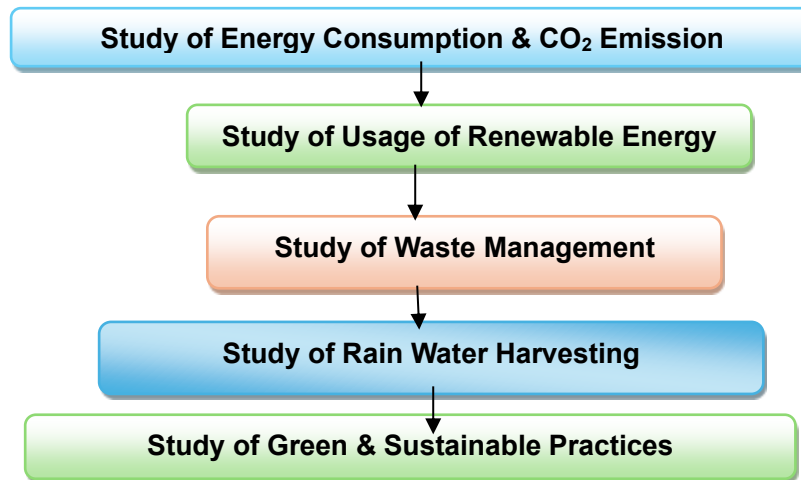 Study of Energy Consumption & CO₂ Emission
Study of Usage of Renewable Energy
Study of Waste Management
Study of Rain Water Harvesting
Study of Green & Sustainable Practices